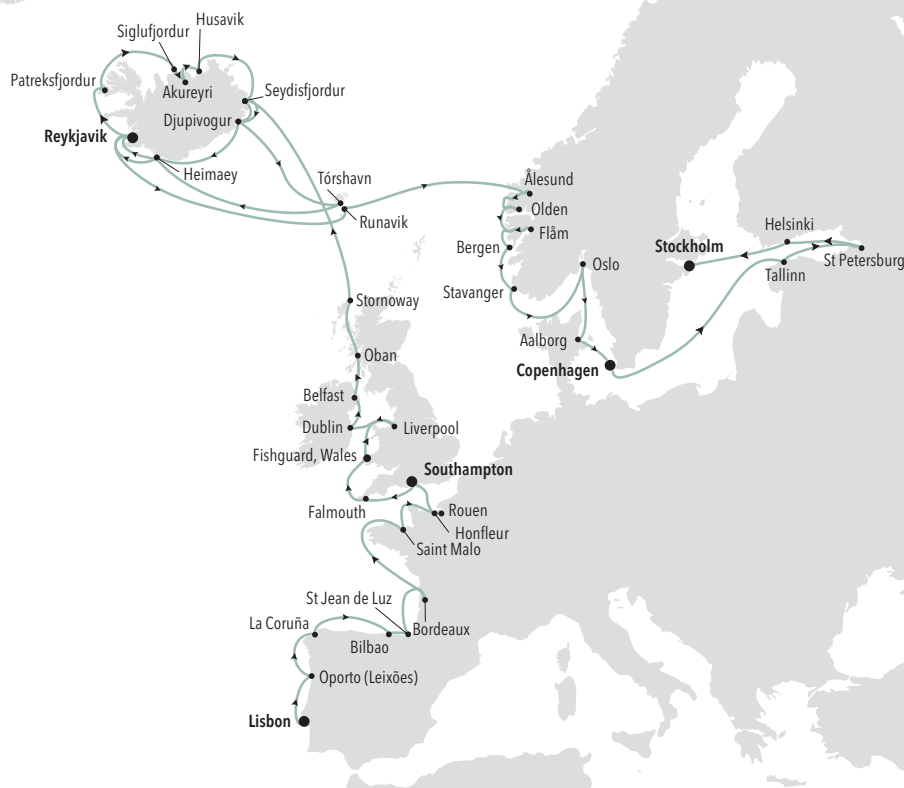 Husavik
Siglufjordur
Patreksfjordur
Akureyri
Seydisfjordur
Djupivogur
Reykjavik
Heimaey
Tórshavn
Runavik
Ålesund
Olden
Flåm
Bergen
Stavanger
Oslo
Helsinki
Stockholm
St Petersburg
Tallinn
Stornoway
Aalborg
Copenhagen
Oban
Belfast
Dublin
Liverpool
Fishguard, Wales
Southampton
Falmouth
Rouen
Honfleur
Saint Malo
St Jean de Luz
La Coruña
Bordeaux
Bilbao
Oporto (Leixões)
Lisbon